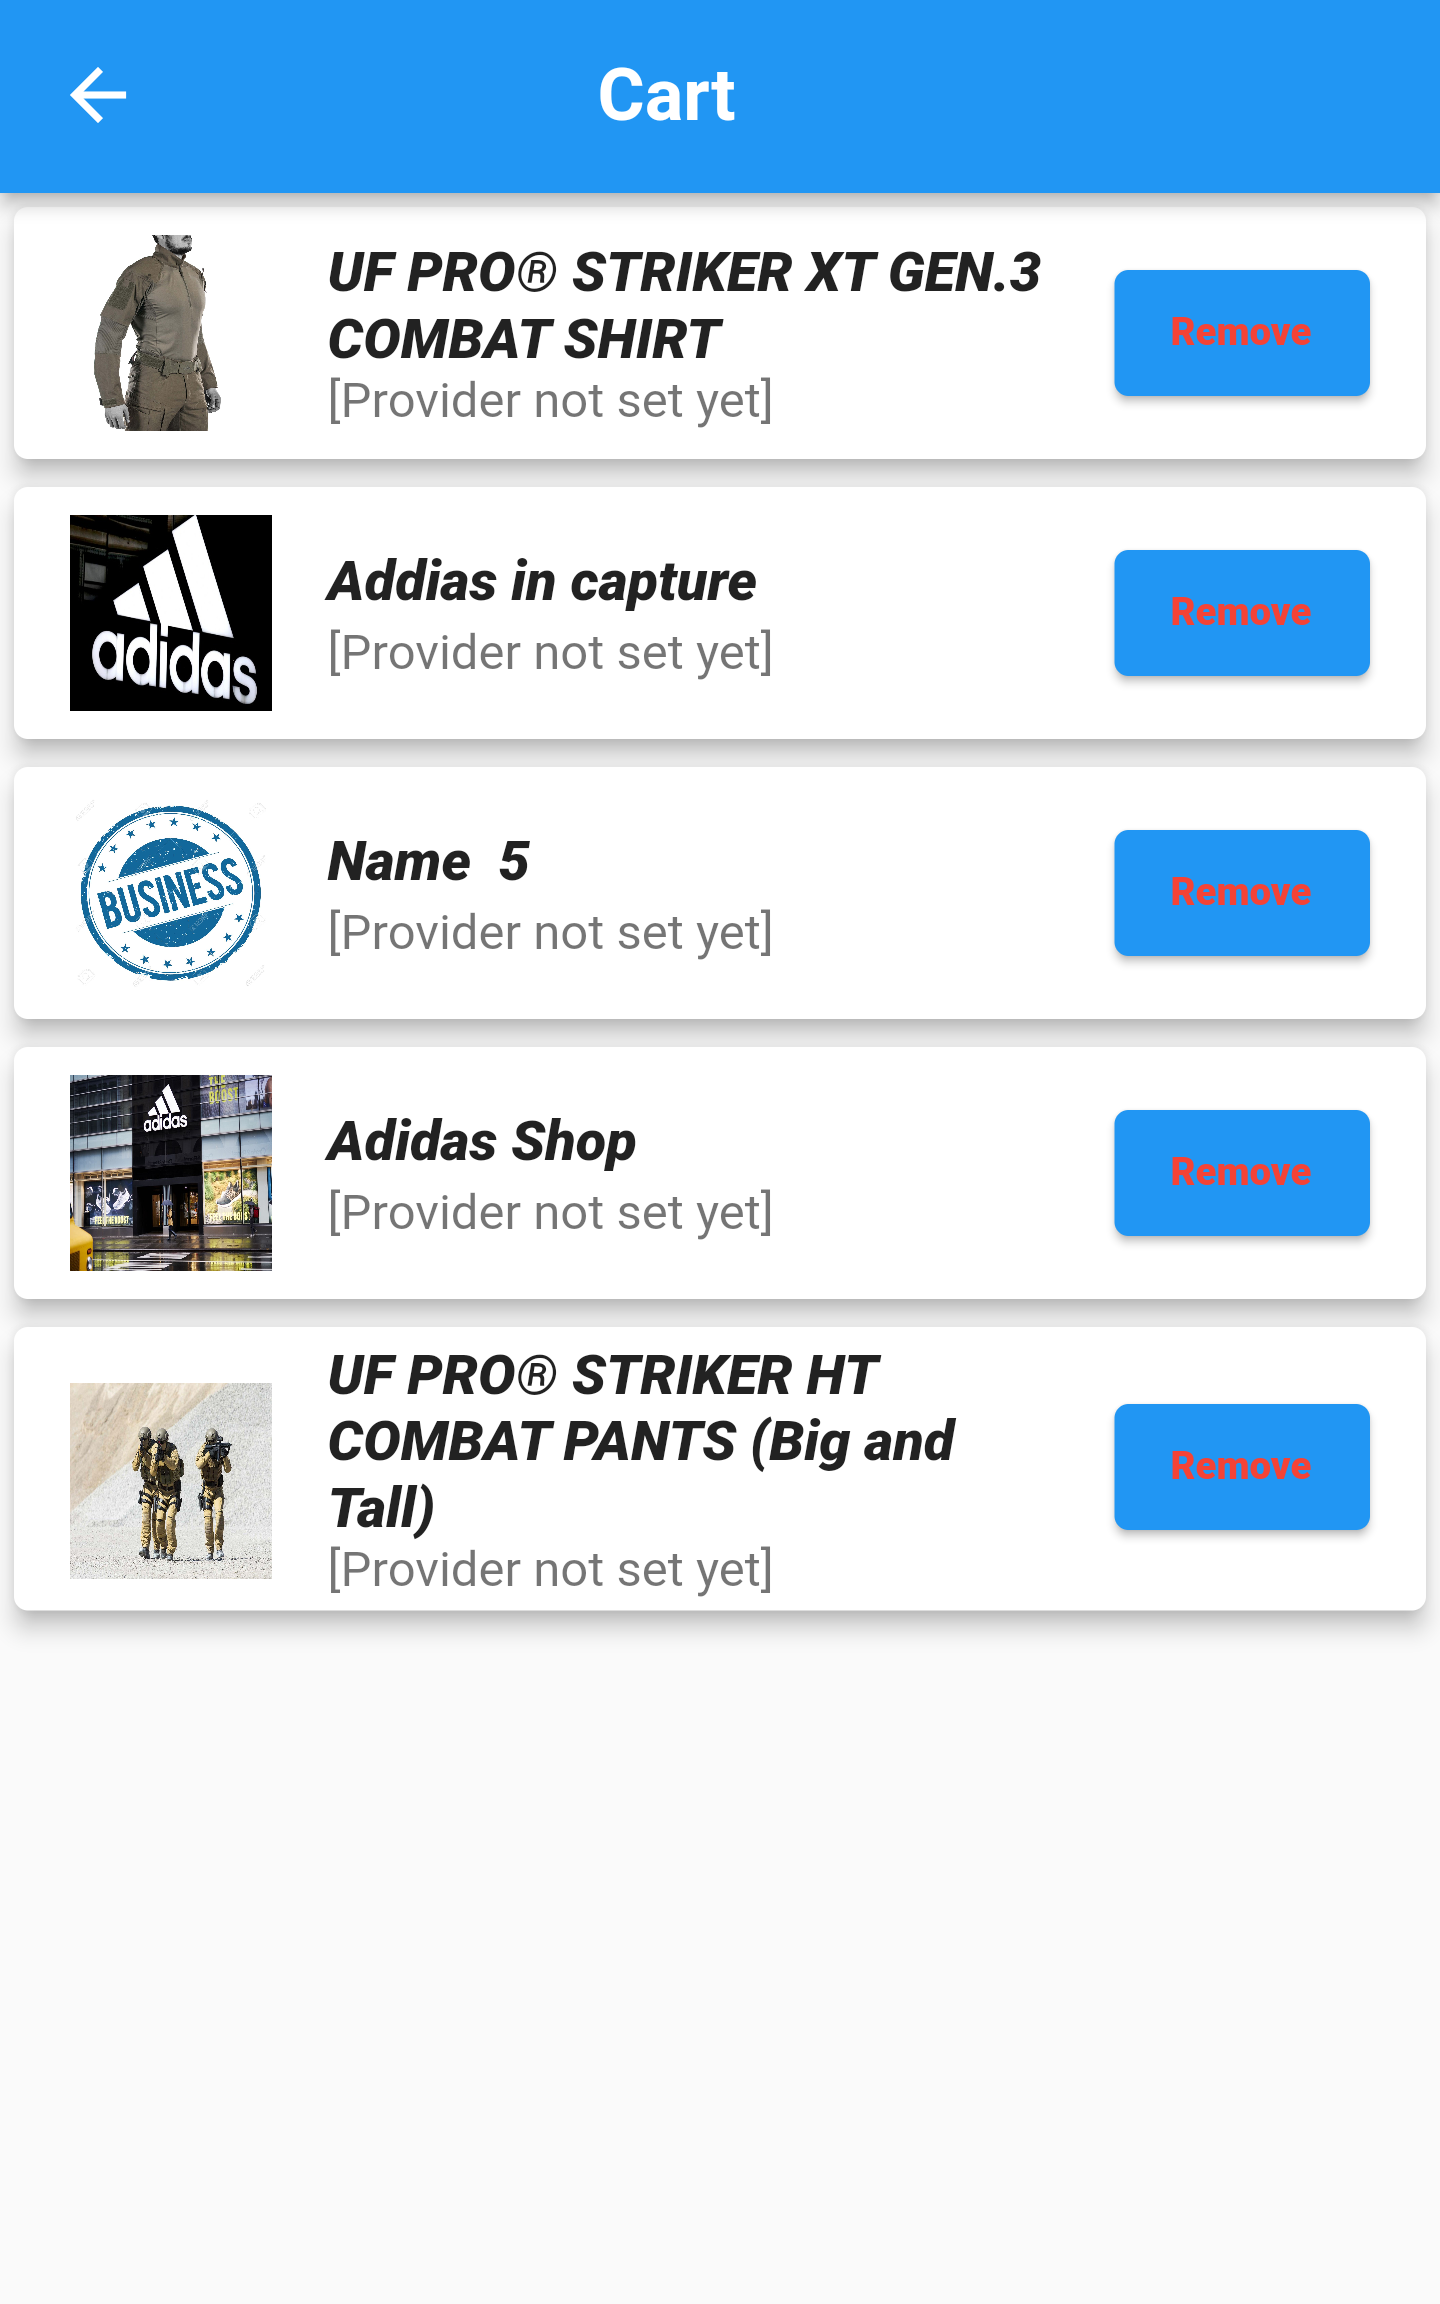 Cart
UF PRO® STRIKER XT GEN.3
COMBAT SHIRT
[Provider not set yet]
Remove
adidas
Addias in capture
[Provider not set yet]
Remove
BUSINESS
Name  5
[Provider not set yet]
Remove
adidas
Adidas Shop
[Provider not set yet]
Remove
UF PRO® STRIKER HT
COMBAT PANTS (Big and
Tall)
[Provider not set yet]
Remove